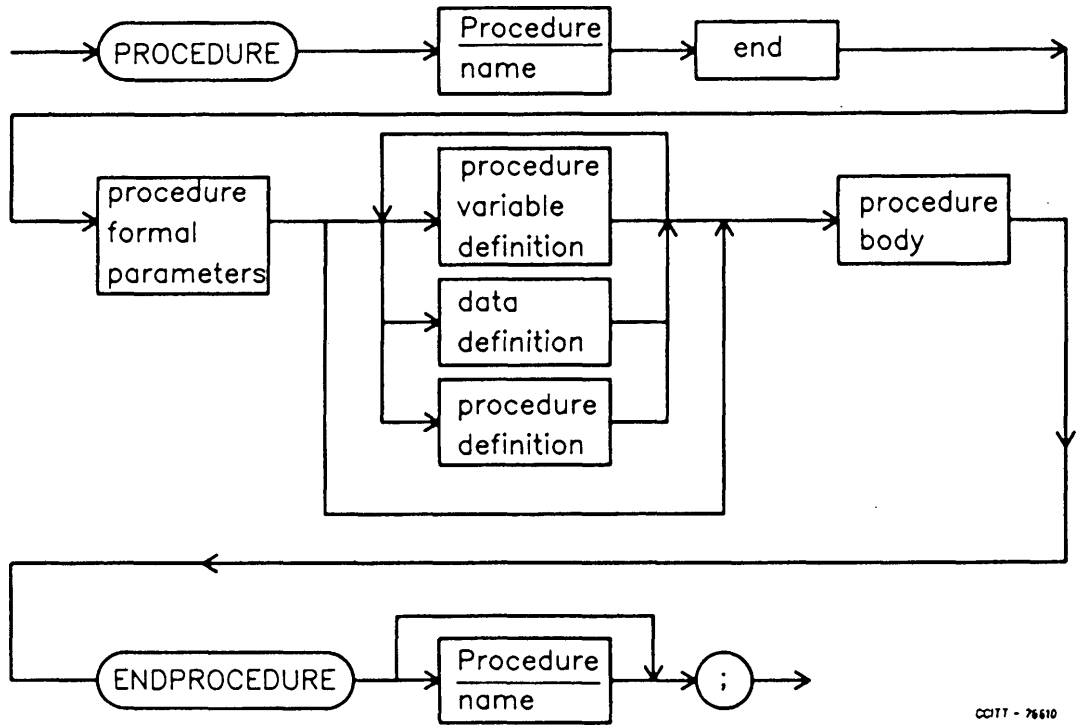 PROCEDURE
Procedure
name
end
procedure
formal
parameters
procedure
variable
definition
data
definition
procedure
definition
procedure
body
ENDPROCEDURE
Procedure
name
;
CCITT - 76610